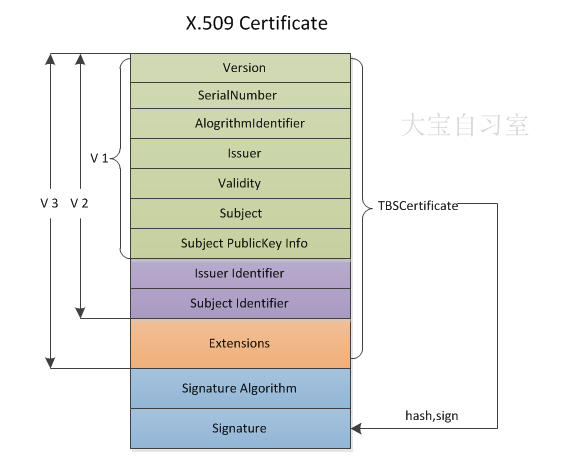 X.509 Certificate
Version
SerialNumber
AlogrithmIdentifier
Issuer
Validity
Subject
Subject PublicKey Info
Issuer Identifier
Subject Identifier
Extensions
Signature Algorithm
Signature
V 1
V 2
V 3
TBSCertificate
hash,sign
大宝自习室